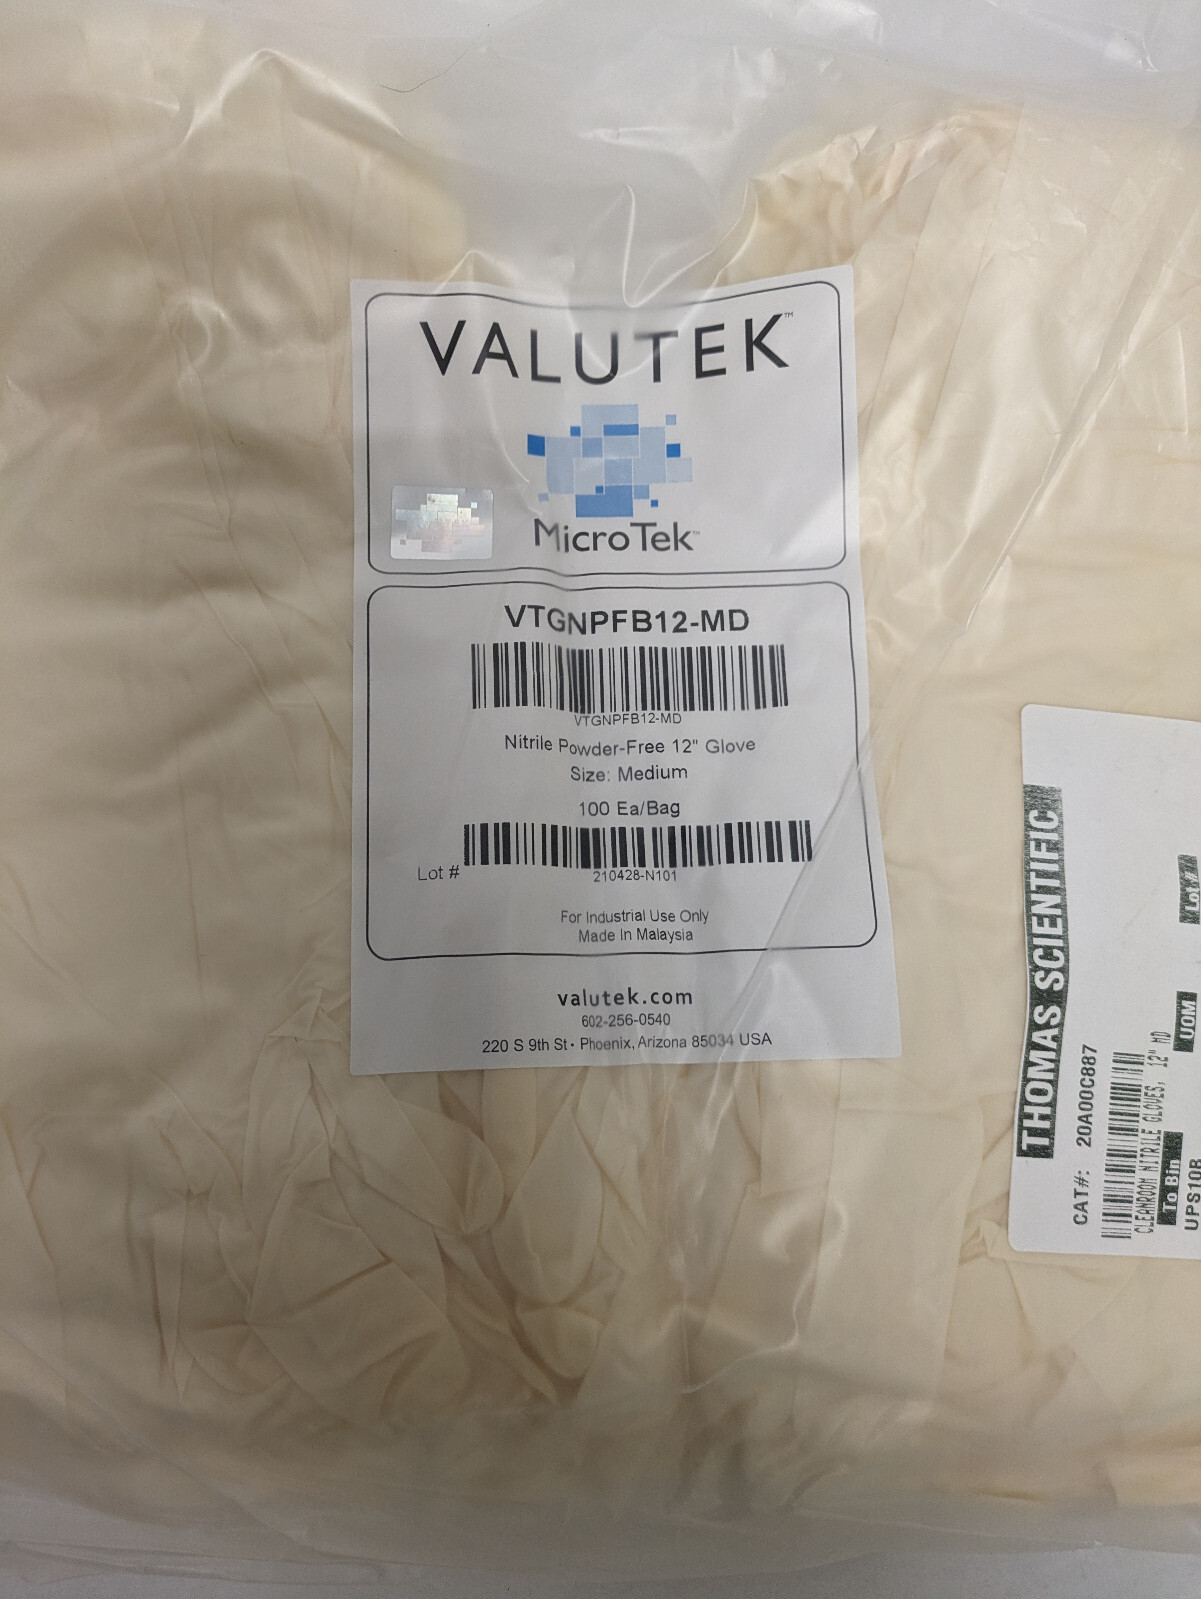 VALUTEK™
MicroTek™
VTGNPFB12-MD
VTGNPFB12-MD
Nitrile Powder-Free 12" Glove
Size: Medium
100 Ea/Bag
Lot #
210428-N101
For Industrial Use Only
Made In Malaysia
valutek.com
602-256-0540
220 S 9th St • Phoenix, Arizona 85034 USA
THOMAS SCIENTIFIC
CAT#: 20A00C887
CLEANROOM NITRILE GLOVES, 12" MD
To Bin
UOM
Lot #
UPS10B